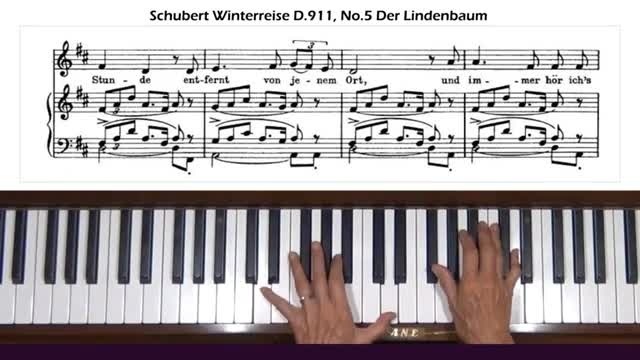 Schubert Winterreise D.911, No.5 Der Lindenbaum
3
Stun - de ent-fernt von je-nem Ort, und im - mer hör ich's
ANE